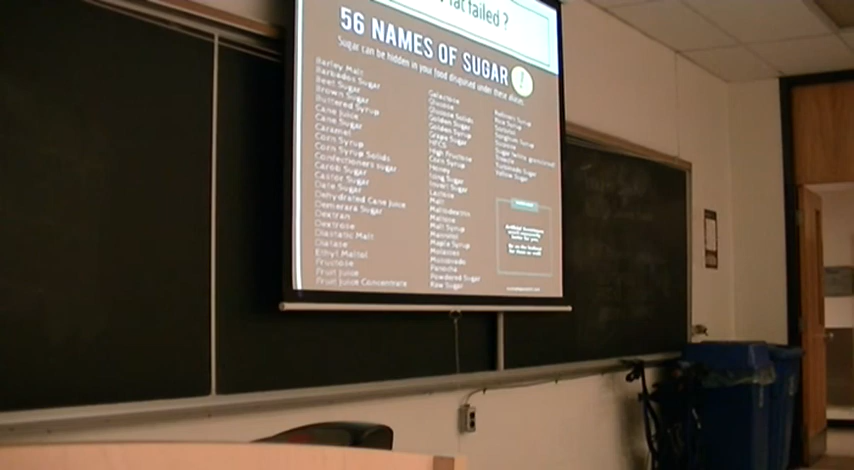 fat failed ?
56 NAMES OF SUGAR !
Sugar can be hidden in your food disguised under these aliases.
Barley Malt
Barbados Sugar
Beet Sugar
Brown Sugar
Buttered Syrup
Cane Juice
Cane Sugar
Caramel
Corn Syrup
Corn Syrup Solids
Confectioners sugar
Carob Sugar
Castor Sugar
Date Sugar
Dehydrated Cane Juice
Demerara Sugar
Dextran
Dextrose
Diastatic Malt
Diatase
Ethyl Maltol
Fructose
Fruit Juice
Fruit Juice Concentrate
Galactose
Glucose
Glucose Solids
Golden Sugar
Golden Syrup
Grape Sugar
HFCS
High Fructose
Corn Syrup
Honey
Icing Sugar
Invert Sugar
Lactose
Malt
Maltodextrin
Maltose
Malt Syrup
Mannitol
Maple Syrup
Molasses
Muscovado
Panocha
Powdered Sugar
Raw Sugar
Refiner's Syrup
Rice Syrup
Sorbitol
Sorghum Syrup
Sucrose
Treacle
Turbinado Sugar
Yellow Sugar